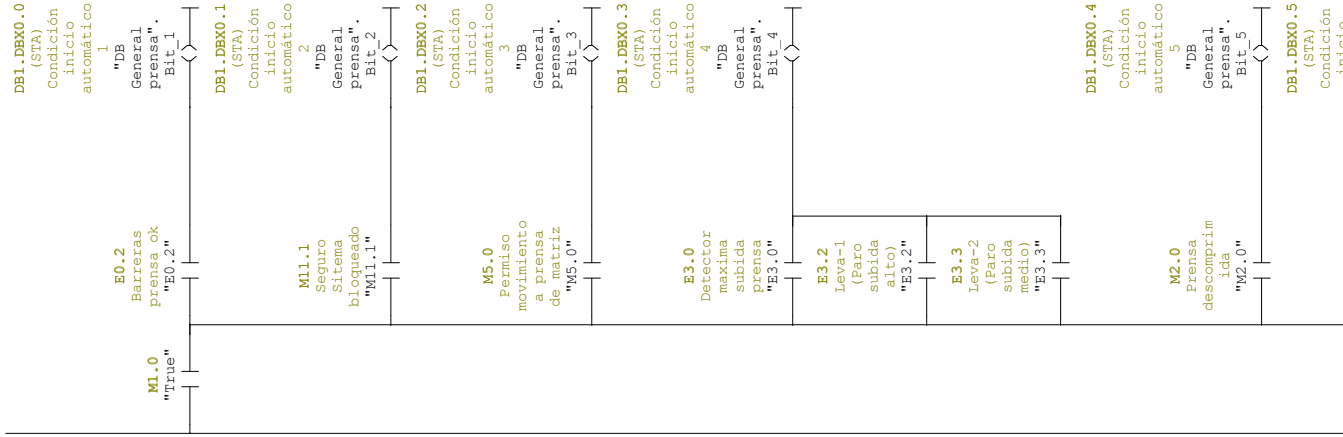 DB1.DBX0.0
(STA)
Condición
inicio
automático
1
"DB
General
prensa".
Bit_1
E0.2
Barreras
prensa ok
"E0.2"
M1.0
"True"
DB1.DBX0.1
(STA)
Condición
inicio
automático
2
"DB
General
prensa".
Bit_2
M11.1
Seguro
Sitema
bloqueado
"M11.1"
DB1.DBX0.2
(STA)
Condición
inicio
automático
3
"DB
General
prensa".
Bit_3
M5.0
Permiso
movimiento
a prensa
de matriz
"M5.0"
DB1.DBX0.3
(STA)
Condición
inicio
automático
4
"DB
General
prensa".
Bit_4
E3.0
Detector
maxima
subida
prensa
"E3.0"
E3.2
Leva-1
(Paro
subida
alto)
"E3.2"
E3.3
Leva-2
(Paro
subida
medio)
"E3.3"
DB1.DBX0.4
(STA)
Condición
inicio
automático
5
"DB
General
prensa".
Bit_5
M2.0
Prensa
descomprim
ida
"M2.0"
DB1.DBX0.5
(STA)
Condición